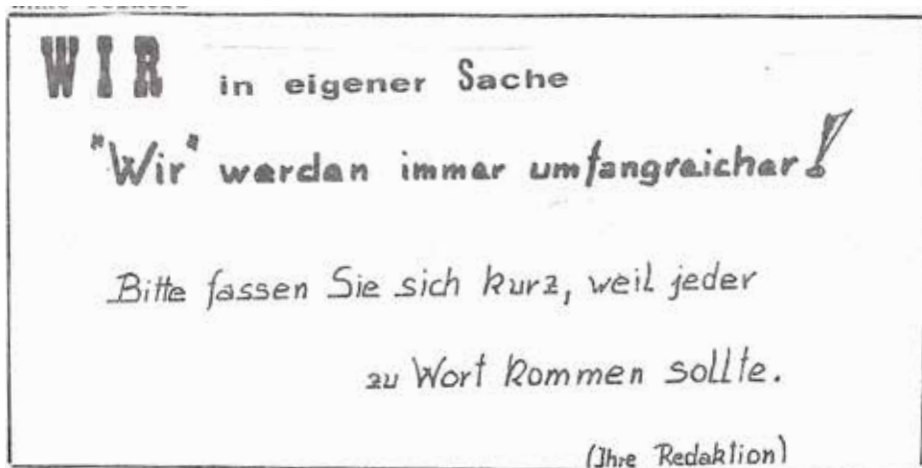 WIR in eigener Sache
"Wir" werden immer umfangreicher!
Bitte fassen Sie sich kurz, weil jeder
zu Wort kommen sollte.
(Ihre Redaktion)